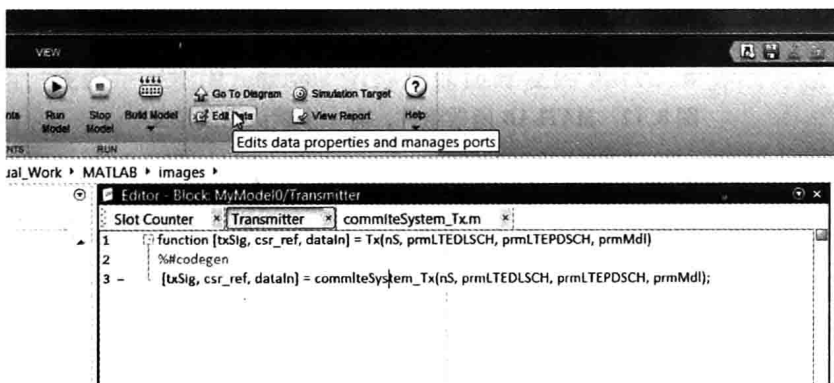 VIEW
Go To Diagram Simulation Target
Edit Data View Report
Run Model
Stop Model
Build Model
Help
Edits data properties and manages ports
NTS RUN
ual_Work ▸ MATLAB ▸ images ▸
Editor - Block: MyModel0/Transmitter
Slot Counter × Transmitter × commlteSystem_Tx.m ×
1 function [txSig, csr_ref, dataIn] = Tx(nS, prmLTEDLSCH, prmLTEPDSCH, prmMdl)
2 %#codegen
3 – [txSig, csr_ref, dataIn] = commlteSystem_Tx(nS, prmLTEDLSCH, prmLTEPDSCH, prmMdl);